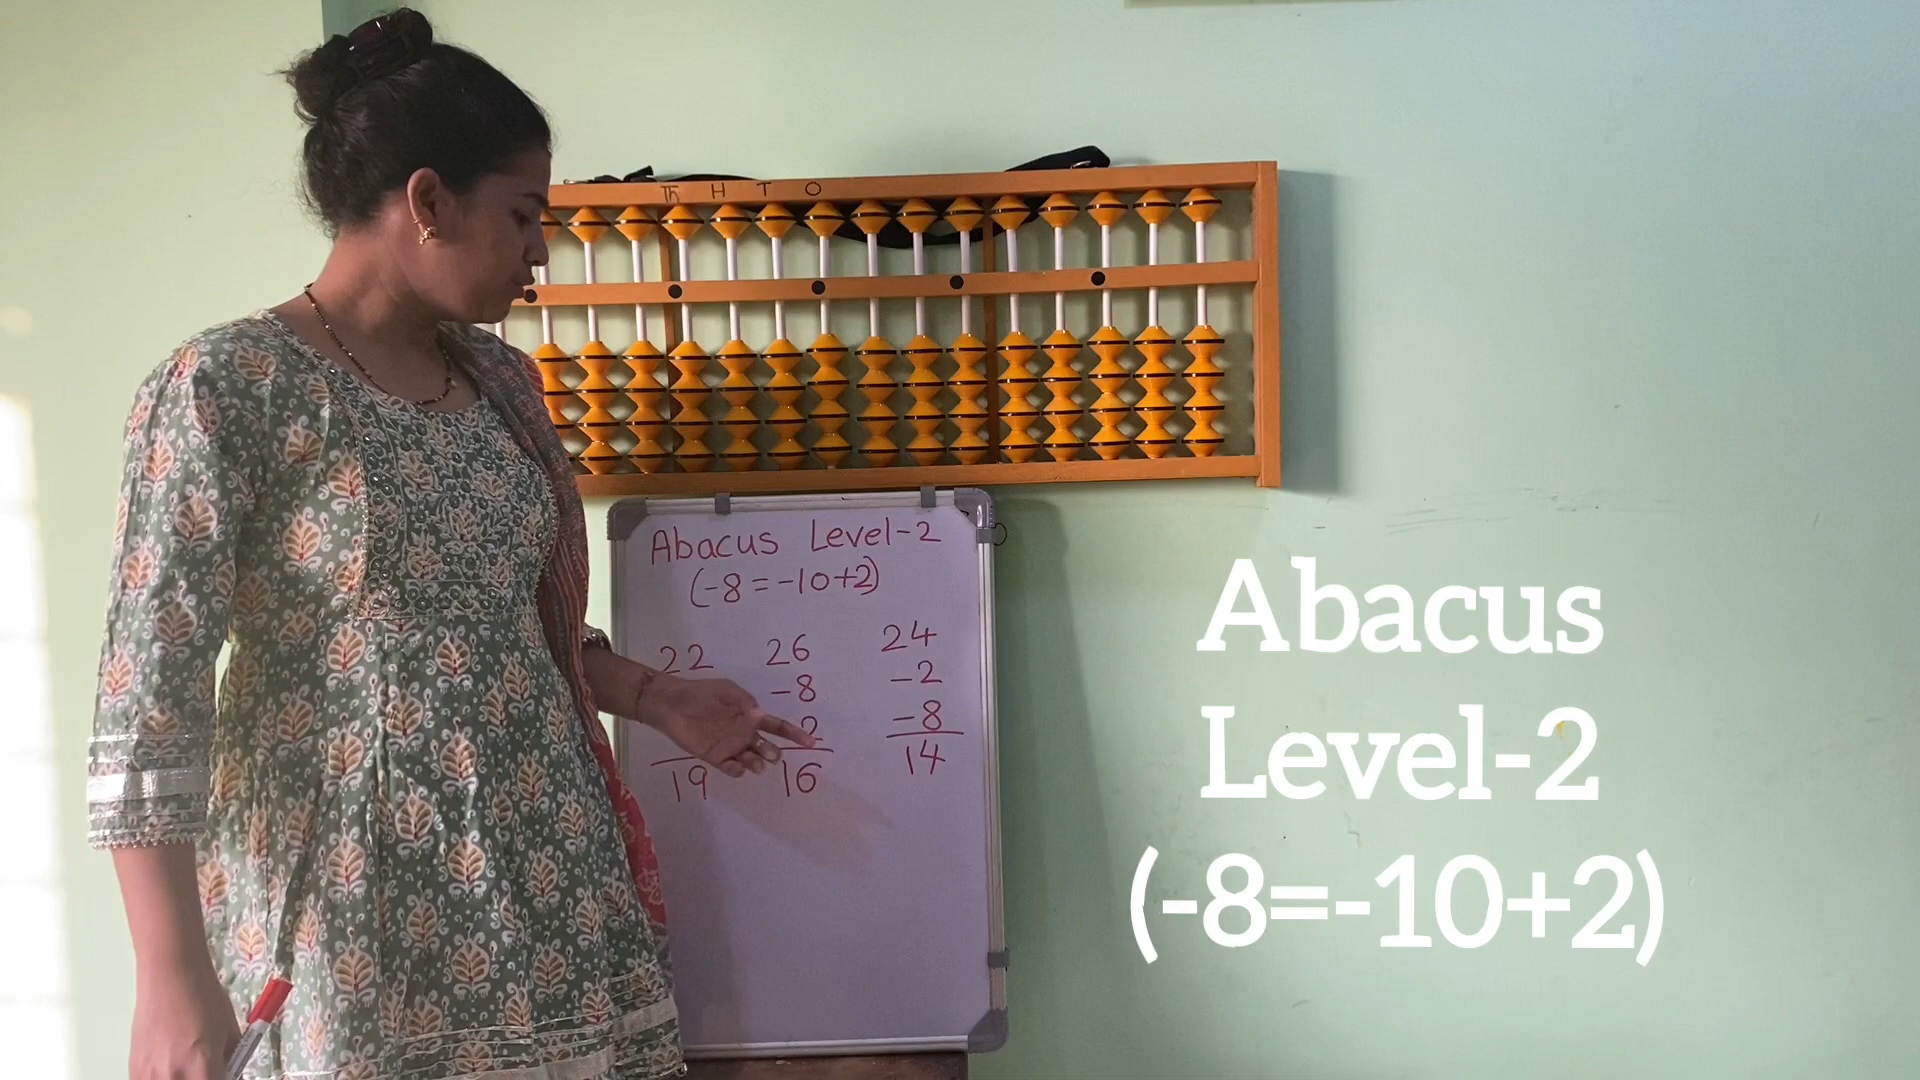 Th H T O
Abacus Level-2
(-8=-10+2)
22 26 24
-8 -2
2 -8
19 16 14
Abacus
Level-2
(-8=-10+2)